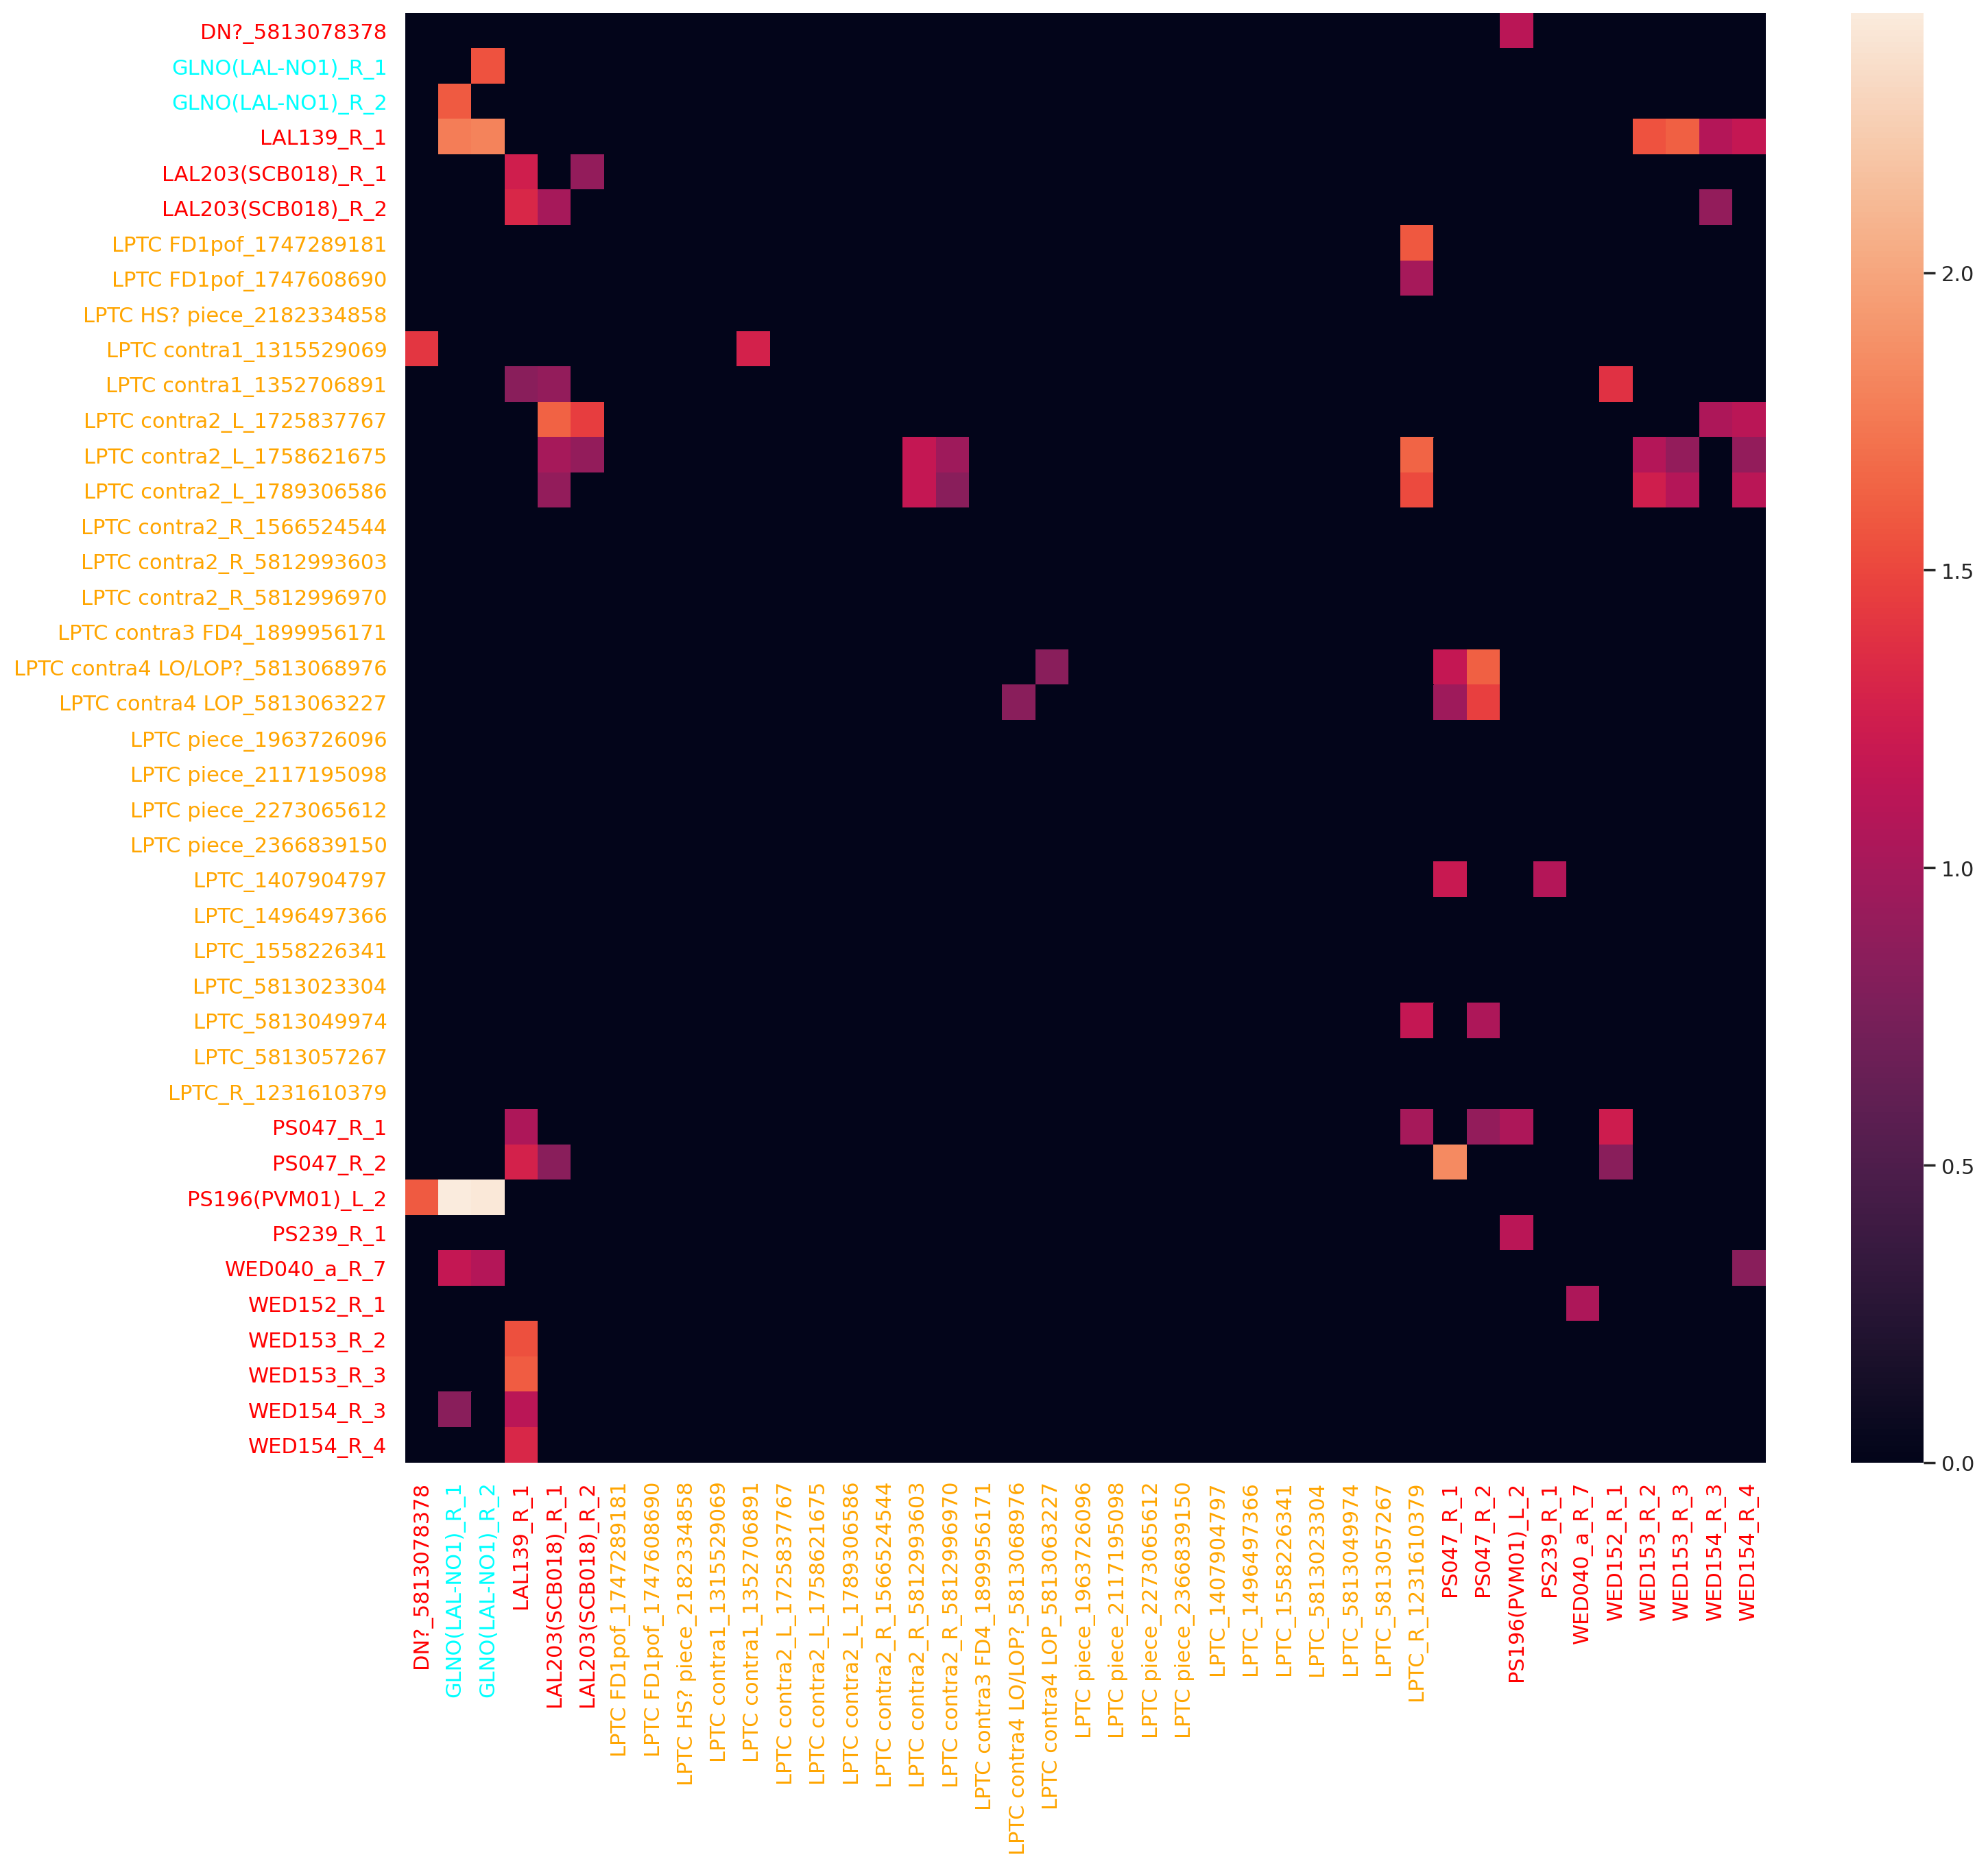 DN?_5813078378
GLNO(LAL-NO1)_R_1
GLNO(LAL-NO1)_R_2
LAL139_R_1
LAL203(SCB018)_R_1
LAL203(SCB018)_R_2
LPTC FD1pof_1747289181
LPTC FD1pof_1747608690
LPTC HS? piece_2182334858
LPTC contra1_1315529069
LPTC contra1_1352706891
LPTC contra2_L_1725837767
LPTC contra2_L_1758621675
LPTC contra2_L_1789306586
LPTC contra2_R_1566524544
LPTC contra2_R_5812993603
LPTC contra2_R_5812996970
LPTC contra3 FD4_1899956171
LPTC contra4 LO/LOP?_5813068976
LPTC contra4 LOP_5813063227
LPTC piece_1963726096
LPTC piece_2117195098
LPTC piece_2273065612
LPTC piece_2366839150
LPTC_1407904797
LPTC_1496497366
LPTC_1558226341
LPTC_5813023304
LPTC_5813049974
LPTC_5813057267
LPTC_R_1231610379
PS047_R_1
PS047_R_2
PS196(PVM01)_L_2
PS239_R_1
WED040_a_R_7
WED152_R_1
WED153_R_2
WED153_R_3
WED154_R_3
WED154_R_4
DN?_5813078378
GLNO(LAL-NO1)_R_1
GLNO(LAL-NO1)_R_2
LAL139_R_1
LAL203(SCB018)_R_1
LAL203(SCB018)_R_2
LPTC FD1pof_1747289181
LPTC FD1pof_1747608690
LPTC HS? piece_2182334858
LPTC contra1_1315529069
LPTC contra1_1352706891
LPTC contra2_L_1725837767
LPTC contra2_L_1758621675
LPTC contra2_L_1789306586
LPTC contra2_R_1566524544
LPTC contra2_R_5812993603
LPTC contra2_R_5812996970
LPTC contra3 FD4_1899956171
LPTC contra4 LO/LOP?_5813068976
LPTC contra4 LOP_5813063227
LPTC piece_1963726096
LPTC piece_2117195098
LPTC piece_2273065612
LPTC piece_2366839150
LPTC_1407904797
LPTC_1496497366
LPTC_1558226341
LPTC_5813023304
LPTC_5813049974
LPTC_5813057267
LPTC_R_1231610379
PS047_R_1
PS047_R_2
PS196(PVM01)_L_2
PS239_R_1
WED040_a_R_7
WED152_R_1
WED153_R_2
WED153_R_3
WED154_R_3
WED154_R_4
2.0
1.5
1.0
0.5
0.0